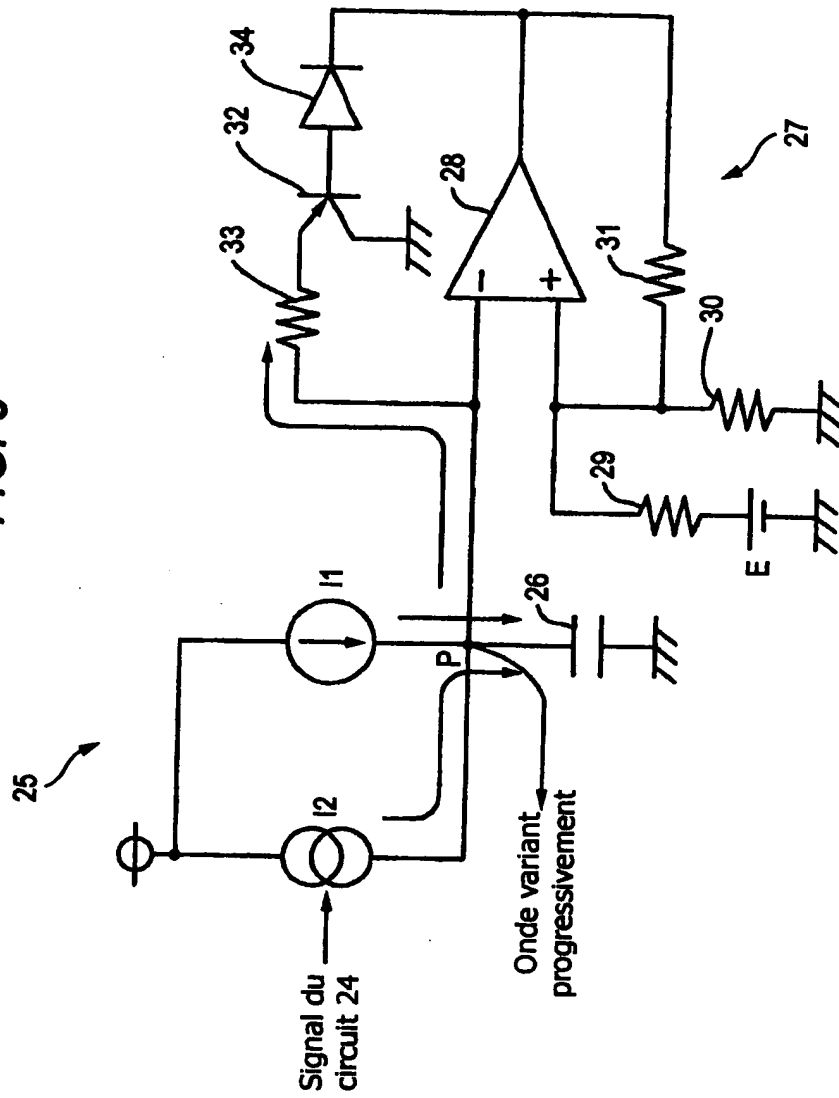 25
I2
I1
Signal du
circuit 24
P
Onde variant
progressivement
26
33
32
34
28
−
+
E
29
30
31
27